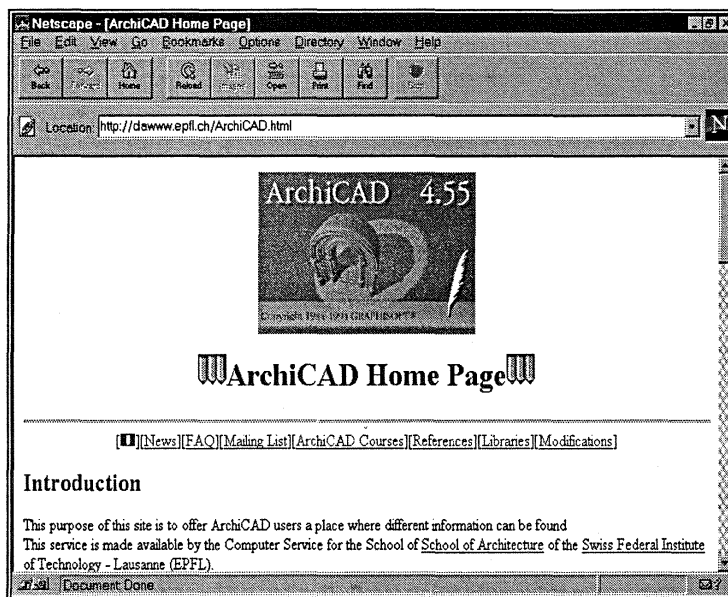 Netscape - [ArchiCAD Home Page]
File Edit View Go Bookmarks Options Directory Window Help
Back Forward Home Reload Images Open Print Find Stop
Location: http://dawww.epfl.ch/ArchiCAD.html
N
ArchiCAD 4.55
Copyright GRAPHISOFT®
ArchiCAD Home Page
[][News][FAQ][Mailing List][ArchiCAD Courses][References][Libraries][Modifications]
Introduction
This purpose of this site is to offer ArchiCAD users a place where different information can be found
This service is made available by the Computer Service for the School of School of Architecture of the Swiss Federal Institute
of Technology - Lausanne (EPFL).
Document Done